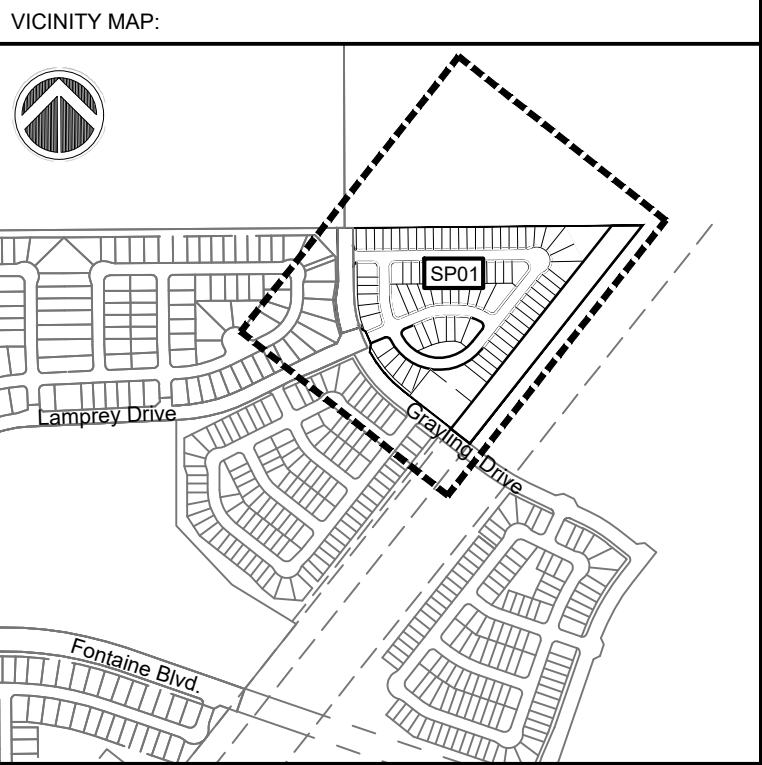 VICINITY MAP:
SP01
Lamprey Drive
Grayling Drive
Fontaine Blvd.